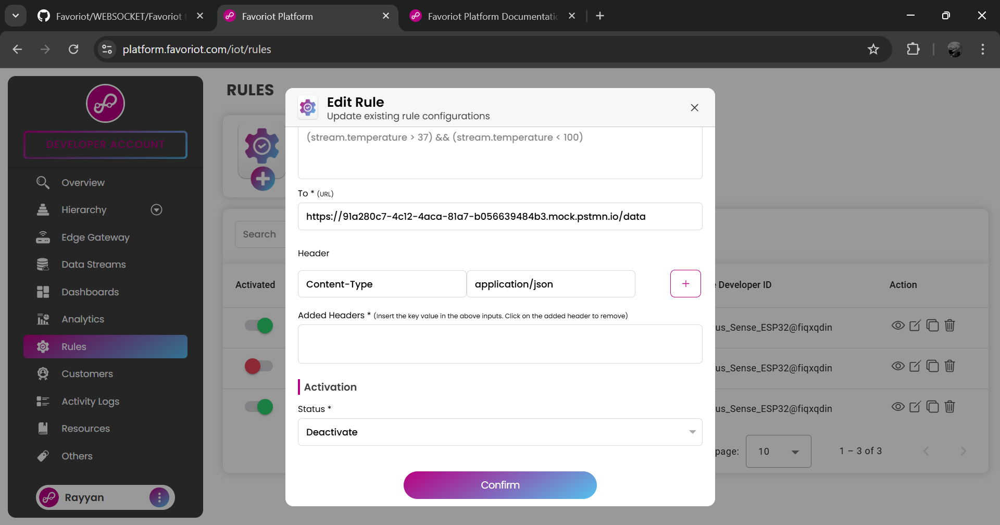 Favoriot/WEBSOCKET/Favoriot t
Favoriot Platform
Favoriot Platform Documentatio
platform.favoriot.com/iot/rules
DEVELOPER ACCOUNT
Overview
Hierarchy
Edge Gateway
Data Streams
Dashboards
Analytics
Rules
Customers
Activity Logs
Resources
Others
Rayyan
RULES
Search
Activated
Edit Rule
Update existing rule configurations
(stream.temperature > 37) && (stream.temperature < 100)
To * (URL)
https://91a280c7-4c12-4aca-81a7-b056639484b3.mock.pstmn.io/data
Header
Content-Type application/json
+
Added Headers * (Insert the key value in the above inputs. Click on the added header to remove)
Activation
Status *
Deactivate
Confirm
Developer ID
Action
us_Sense_ESP32@fiqxqdin
us_Sense_ESP32@fiqxqdin
us_Sense_ESP32@fiqxqdin
page: 10 1 – 3 of 3